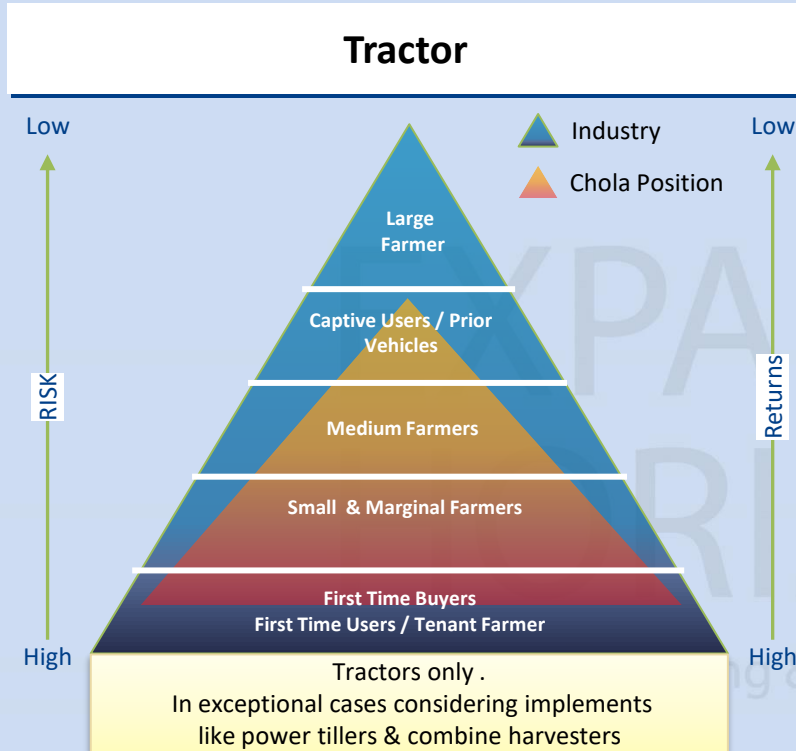 Tractor
Low
Industry
Low
Chola Position
Large
Farmer
Captive Users / Prior
Vehicles
RISK
Returns
Medium Farmers
Small & Marginal Farmers
First Time Buyers
First Time Users / Tenant Farmer
High
High
Tractors only .
In exceptional cases considering implements
like power tillers & combine harvesters